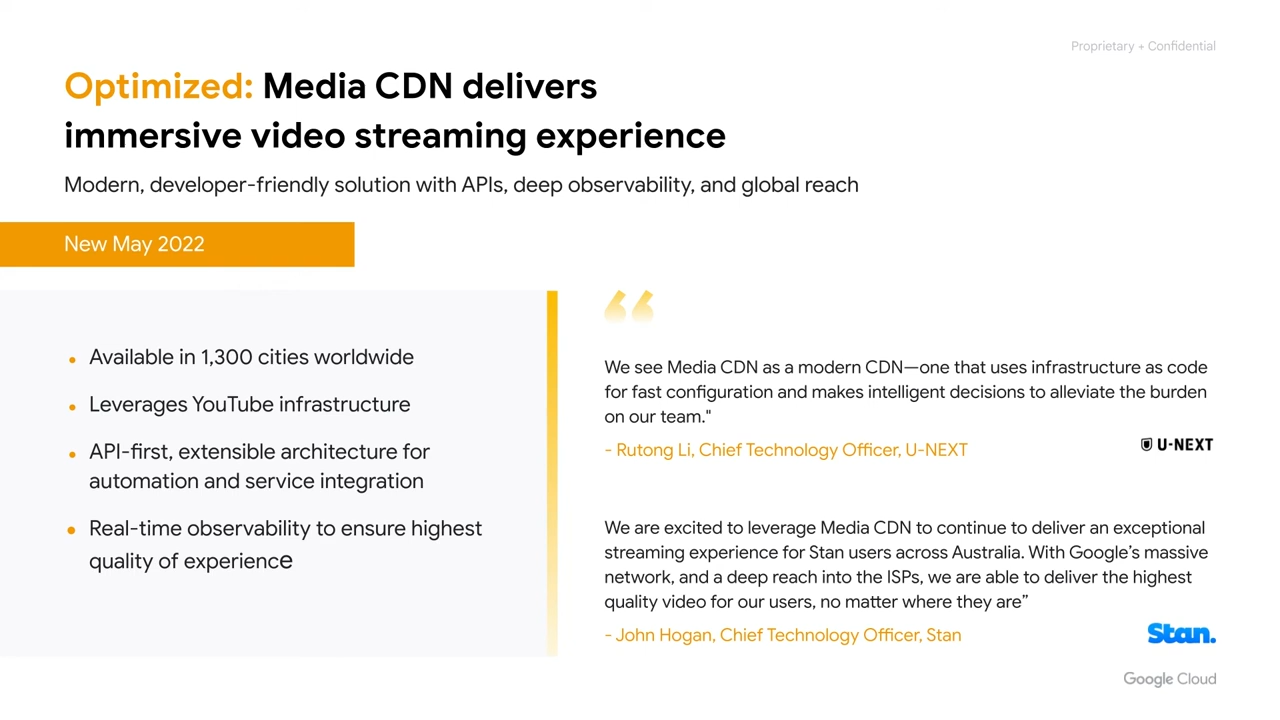 Proprietary + Confidential
Optimized: Media CDN delivers
immersive video streaming experience
Modern, developer-friendly solution with APIs, deep observability, and global reach
New May 2022
• Available in 1,300 cities worldwide
• Leverages YouTube infrastructure
• API-first, extensible architecture for
automation and service integration
• Real-time observability to ensure highest
quality of experience
“
We see Media CDN as a modern CDN—one that uses infrastructure as code
for fast configuration and makes intelligent decisions to alleviate the burden
on our team."
- Rutong Li, Chief Technology Officer, U-NEXT
U-NEXT
We are excited to leverage Media CDN to continue to deliver an exceptional
streaming experience for Stan users across Australia. With Google’s massive
network, and a deep reach into the ISPs, we are able to deliver the highest
quality video for our users, no matter where they are”
- John Hogan, Chief Technology Officer, Stan
Stan.
Google Cloud